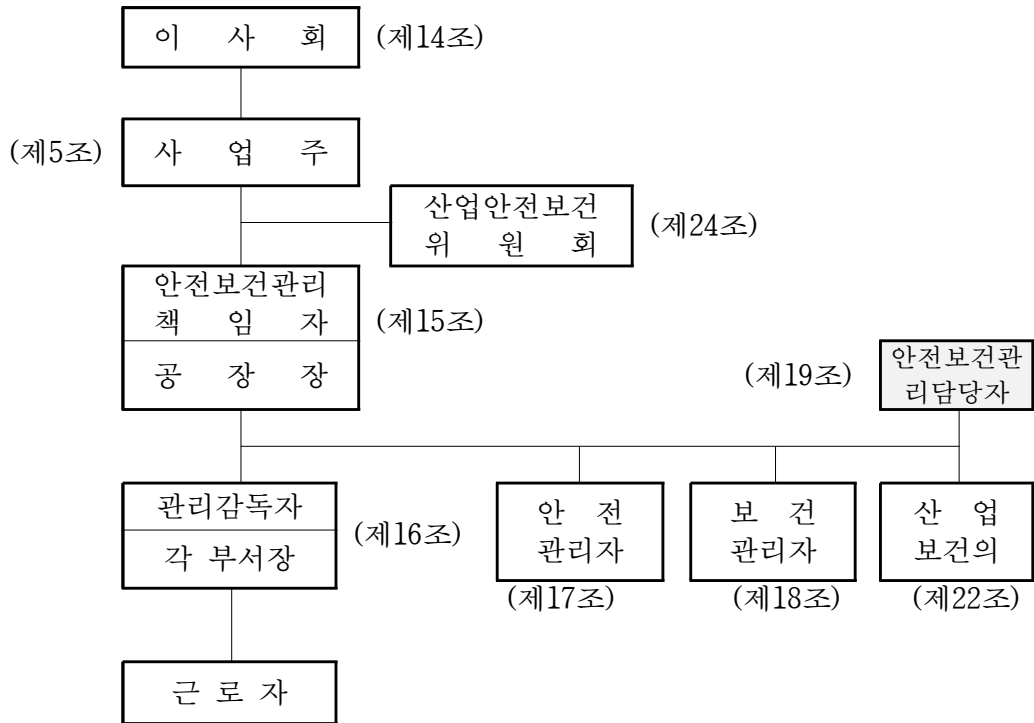 이 사 회
(제14조)
(제5조)
사 업 주
산업안전보건
위 원 회
(제24조)
안전보건관리
책 임 자
(제15조)
공 장 장
(제19조)
안전보건관
리담당자
관리감독자
각 부서장
(제16조)
안 전
관리자
(제17조)
보 건
관리자
(제18조)
산 업
보건의
(제22조)
근 로 자